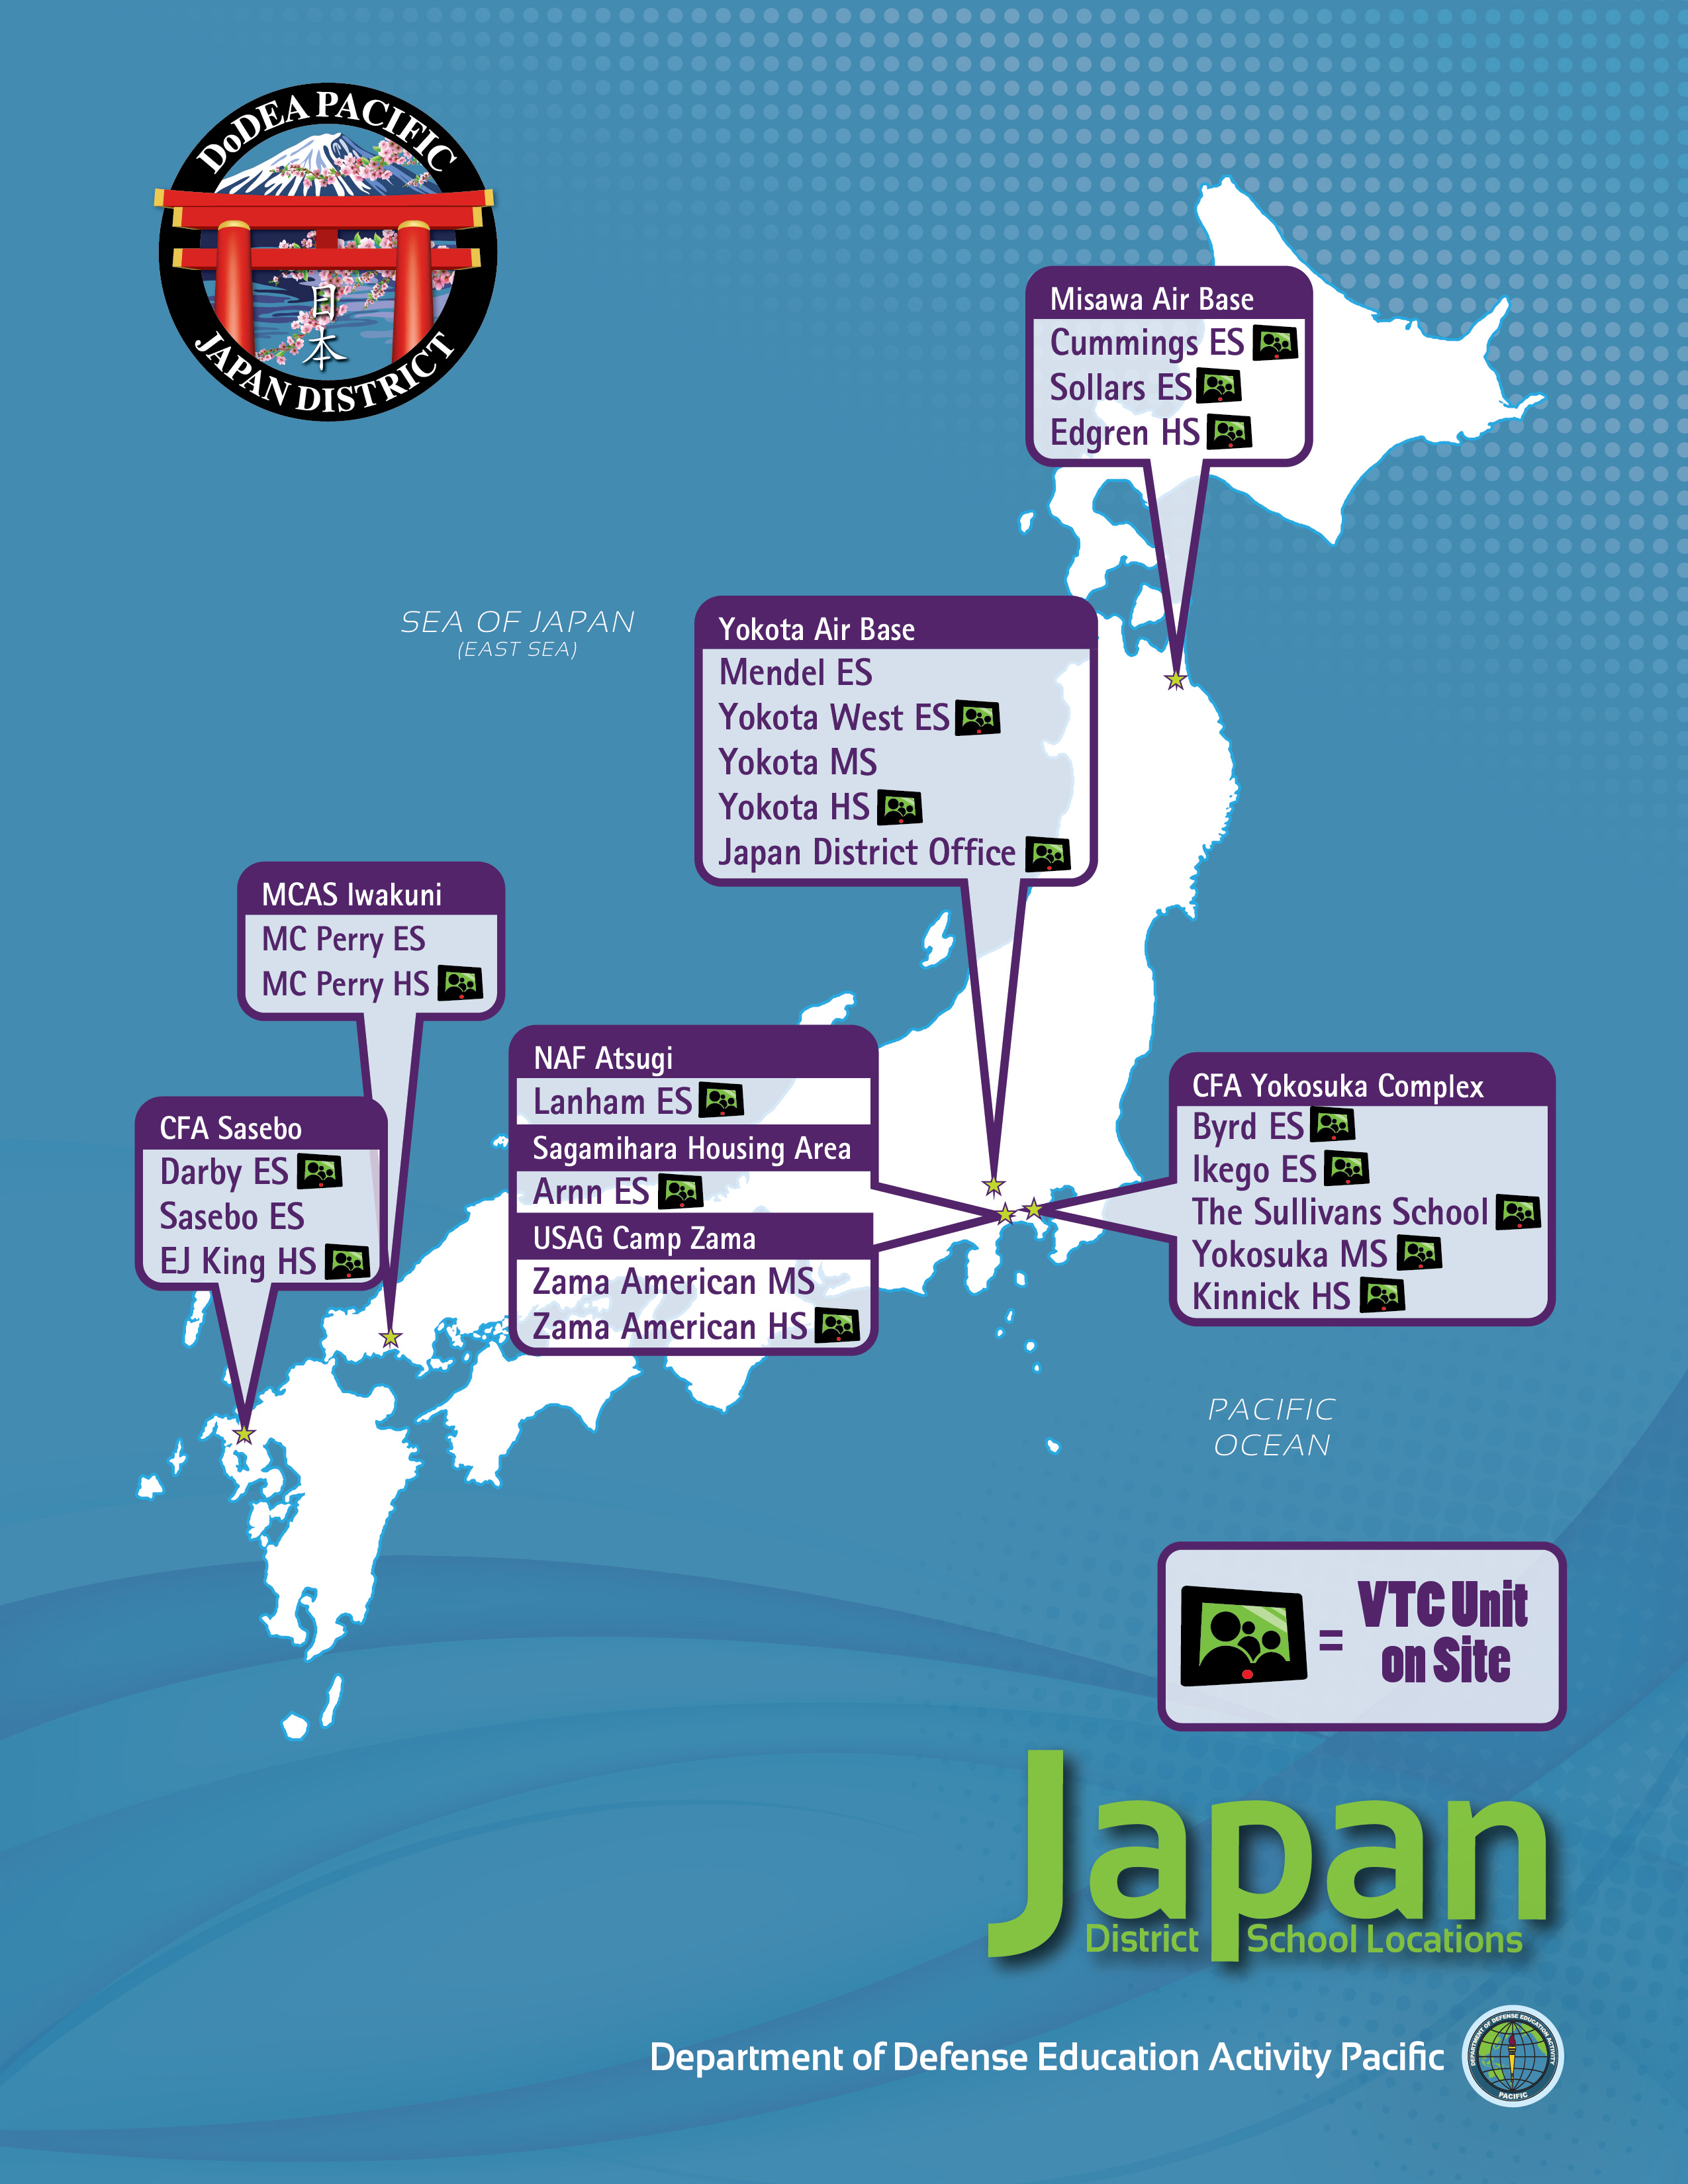 DoDEA PACIFIC
日
本
JAPAN DISTRICT
Misawa Air Base
Cummings ES
Sollars ES
Edgren HS
SEA OF JAPAN
(EAST SEA)
Yokota Air Base
Mendel ES
Yokota West ES
Yokota MS
Yokota HS
Japan District Office
MCAS Iwakuni
MC Perry ES
MC Perry HS
CFA Sasebo
Darby ES
Sasebo ES
EJ King HS
NAF Atsugi
Lanham ES
Sagamihara Housing Area
Arnn ES
USAG Camp Zama
Zama American MS
Zama American HS
CFA Yokosuka Complex
Byrd ES
Ikego ES
The Sullivans School
Yokosuka MS
Kinnick HS
PACIFIC
OCEAN
= VTC Unit
on Site
Japan
District School Locations
Department of Defense Education Activity Pacific
DEPARTMENT OF DEFENSE EDUCATION ACTIVITY
PACIFIC